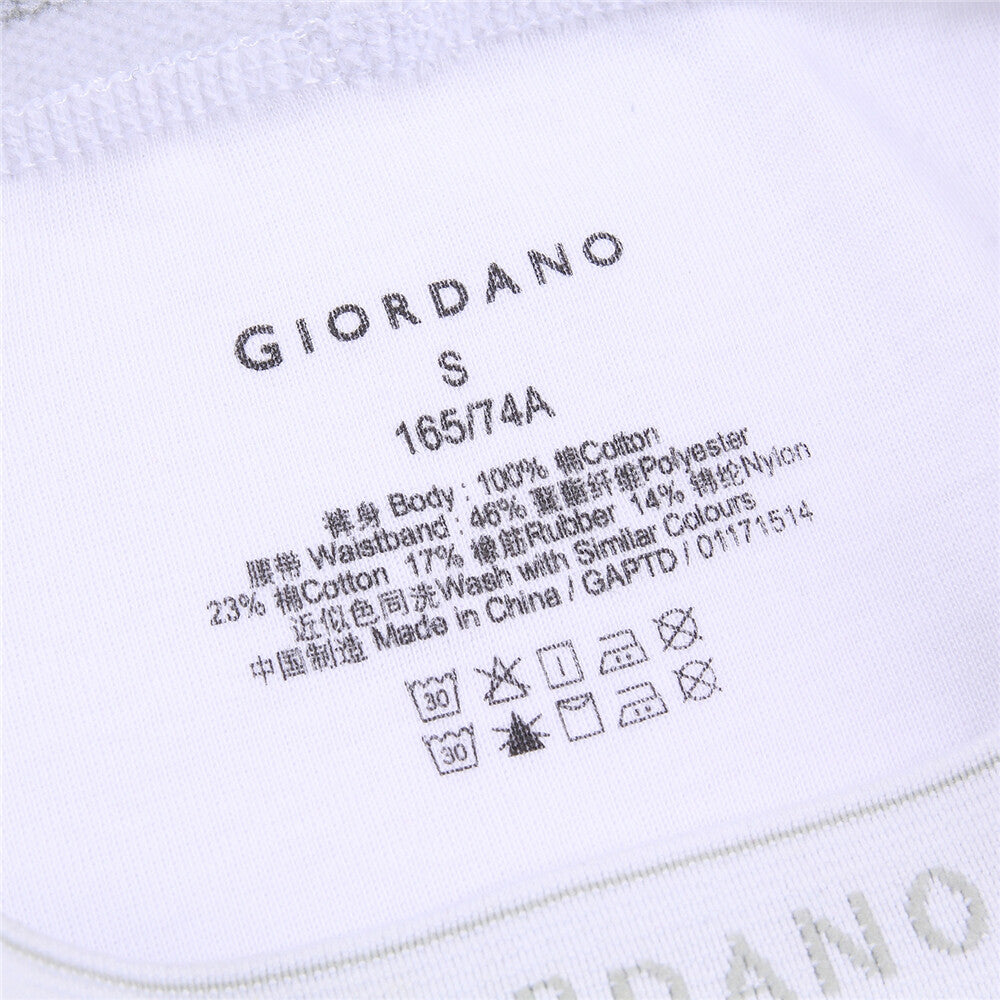 GIORDANO
S
165/74A
裤身 Body : 100% 棉Cotton
腰带 Waistband : 46% 聚酯纤维Polyester
23% 棉Cotton 17% 橡筋Rubber 14% 锦纶Nylon
近似色同洗Wash with Similar Colours
中国制造 Made in China / GAPTD / 01171514
30
30
RDANO